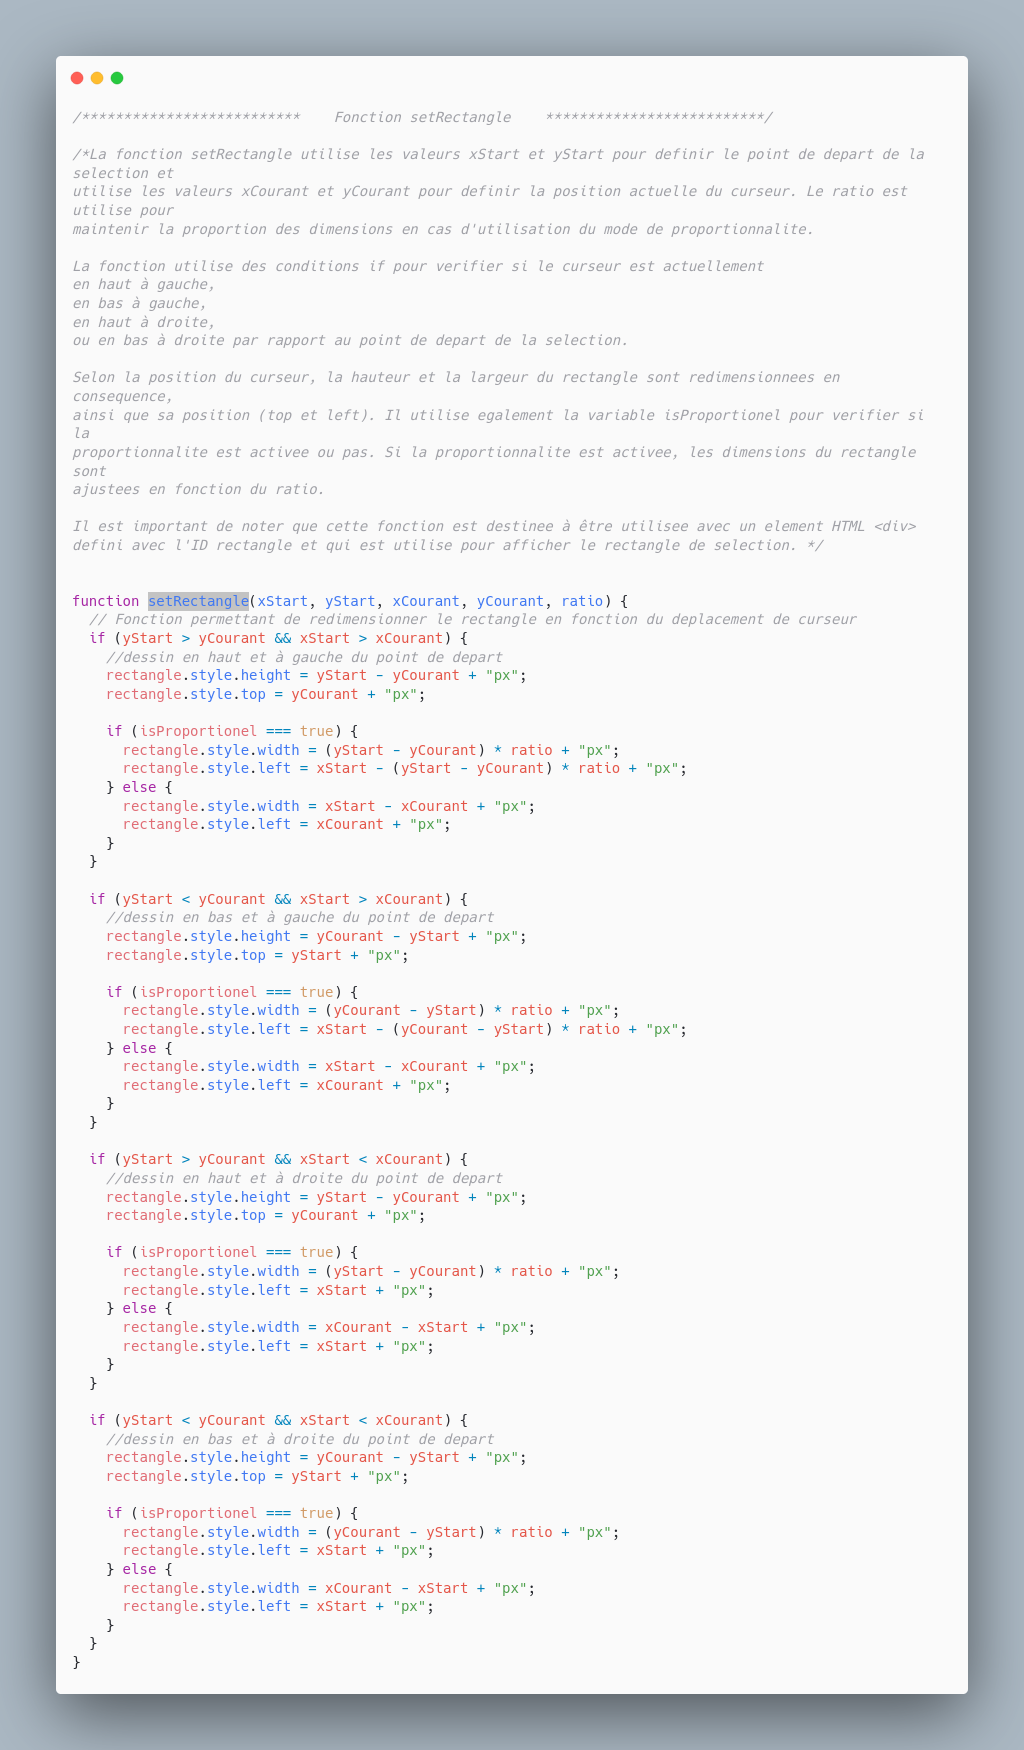 /**************************    Fonction setRectangle    **************************/
/*La fonction setRectangle utilise les valeurs xStart et yStart pour definir le point de depart de la
selection et
utilise les valeurs xCourant et yCourant pour definir la position actuelle du curseur. Le ratio est
utilise pour
maintenir la proportion des dimensions en cas d'utilisation du mode de proportionnalite.

La fonction utilise des conditions if pour verifier si le curseur est actuellement
en haut à gauche,
en bas à gauche,
en haut à droite,
ou en bas à droite par rapport au point de depart de la selection.

Selon la position du curseur, la hauteur et la largeur du rectangle sont redimensionnees en
consequence,
ainsi que sa position (top et left). Il utilise egalement la variable isProportionel pour verifier si
la
proportionnalite est activee ou pas. Si la proportionnalite est activee, les dimensions du rectangle
sont
ajustees en fonction du ratio.

Il est important de noter que cette fonction est destinee à être utilisee avec un element HTML <div>
defini avec l'ID rectangle et qui est utilise pour afficher le rectangle de selection. */

function setRectangle(xStart, yStart, xCourant, yCourant, ratio) {
  // Fonction permettant de redimensionner le rectangle en fonction du deplacement de curseur
  if (yStart > yCourant && xStart > xCourant) {
    //dessin en haut et à gauche du point de depart
    rectangle.style.height = yStart - yCourant + "px";
    rectangle.style.top = yCourant + "px";

    if (isProportionel === true) {
      rectangle.style.width = (yStart - yCourant) * ratio + "px";
      rectangle.style.left = xStart - (yStart - yCourant) * ratio + "px";
    } else {
      rectangle.style.width = xStart - xCourant + "px";
      rectangle.style.left = xCourant + "px";
    }
  }

  if (yStart < yCourant && xStart > xCourant) {
    //dessin en bas et à gauche du point de depart
    rectangle.style.height = yCourant - yStart + "px";
    rectangle.style.top = yStart + "px";

    if (isProportionel === true) {
      rectangle.style.width = (yCourant - yStart) * ratio + "px";
      rectangle.style.left = xStart - (yCourant - yStart) * ratio + "px";
    } else {
      rectangle.style.width = xStart - xCourant + "px";
      rectangle.style.left = xCourant + "px";
    }
  }

  if (yStart > yCourant && xStart < xCourant) {
    //dessin en haut et à droite du point de depart
    rectangle.style.height = yStart - yCourant + "px";
    rectangle.style.top = yCourant + "px";

    if (isProportionel === true) {
      rectangle.style.width = (yStart - yCourant) * ratio + "px";
      rectangle.style.left = xStart + "px";
    } else {
      rectangle.style.width = xCourant - xStart + "px";
      rectangle.style.left = xStart + "px";
    }
  }

  if (yStart < yCourant && xStart < xCourant) {
    //dessin en bas et à droite du point de depart
    rectangle.style.height = yCourant - yStart + "px";
    rectangle.style.top = yStart + "px";

    if (isProportionel === true) {
      rectangle.style.width = (yCourant - yStart) * ratio + "px";
      rectangle.style.left = xStart + "px";
    } else {
      rectangle.style.width = xCourant - xStart + "px";
      rectangle.style.left = xStart + "px";
    }
  }
}